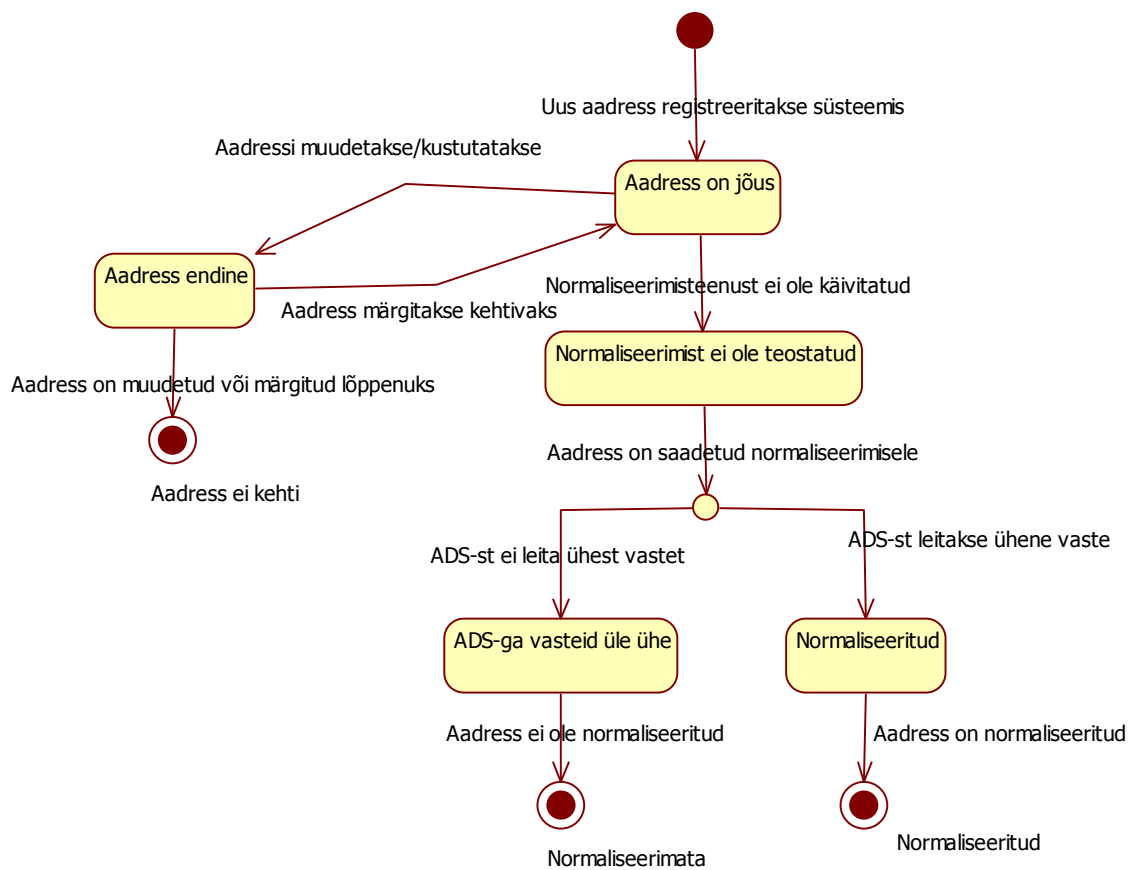 Uus aadress registreeritakse süsteemis
Aadressi muudetakse/kustutatakse
Aadress on jõus
Aadress endine
Normaliseerimisteenust ei ole käivitatud
Aadress märgitakse kehtivaks
Normaliseerimist ei ole teostatud
Aadress on muudetud või märgitud lõppenuks
Aadress on saadetud normaliseerimisele
Aadress ei kehti
ADS-st leitakse ühene vaste
ADS-st ei leita ühest vastet
ADS-ga vasteid üle ühe
Normaliseeritud
Aadress ei ole normaliseeritud
Aadress on normaliseeritud
Normaliseeritud
Normaliseerimata